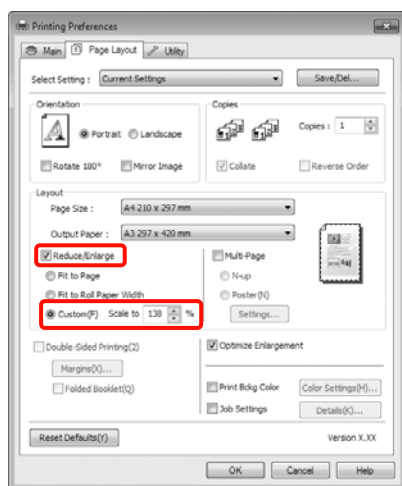 Printing Preferences
Main Page Layout Utility
Select Setting : Current Settings Save/Del...
Orientation Copies
Portrait Landscape Copies : 1
Rotate 180° Mirror Image Collate Reverse Order
Layout
Page Size : A4 210 x 297 mm
Output Paper : A3 297 x 420 mm
Reduce/Enlarge Multi-Page
Fit to Page N-up
Fit to Roll Paper Width Poster(N)
Custom(F) Scale to 138 % Settings...
Double-Sided Printing(2) Optimize Enlargement
Margins(X)...
Folded Booklet(Q) Print Bckg Color Color Settings(H)...
Job Settings Details(K)...
Reset Defaults(Y) Version X.XX
OK Cancel Help